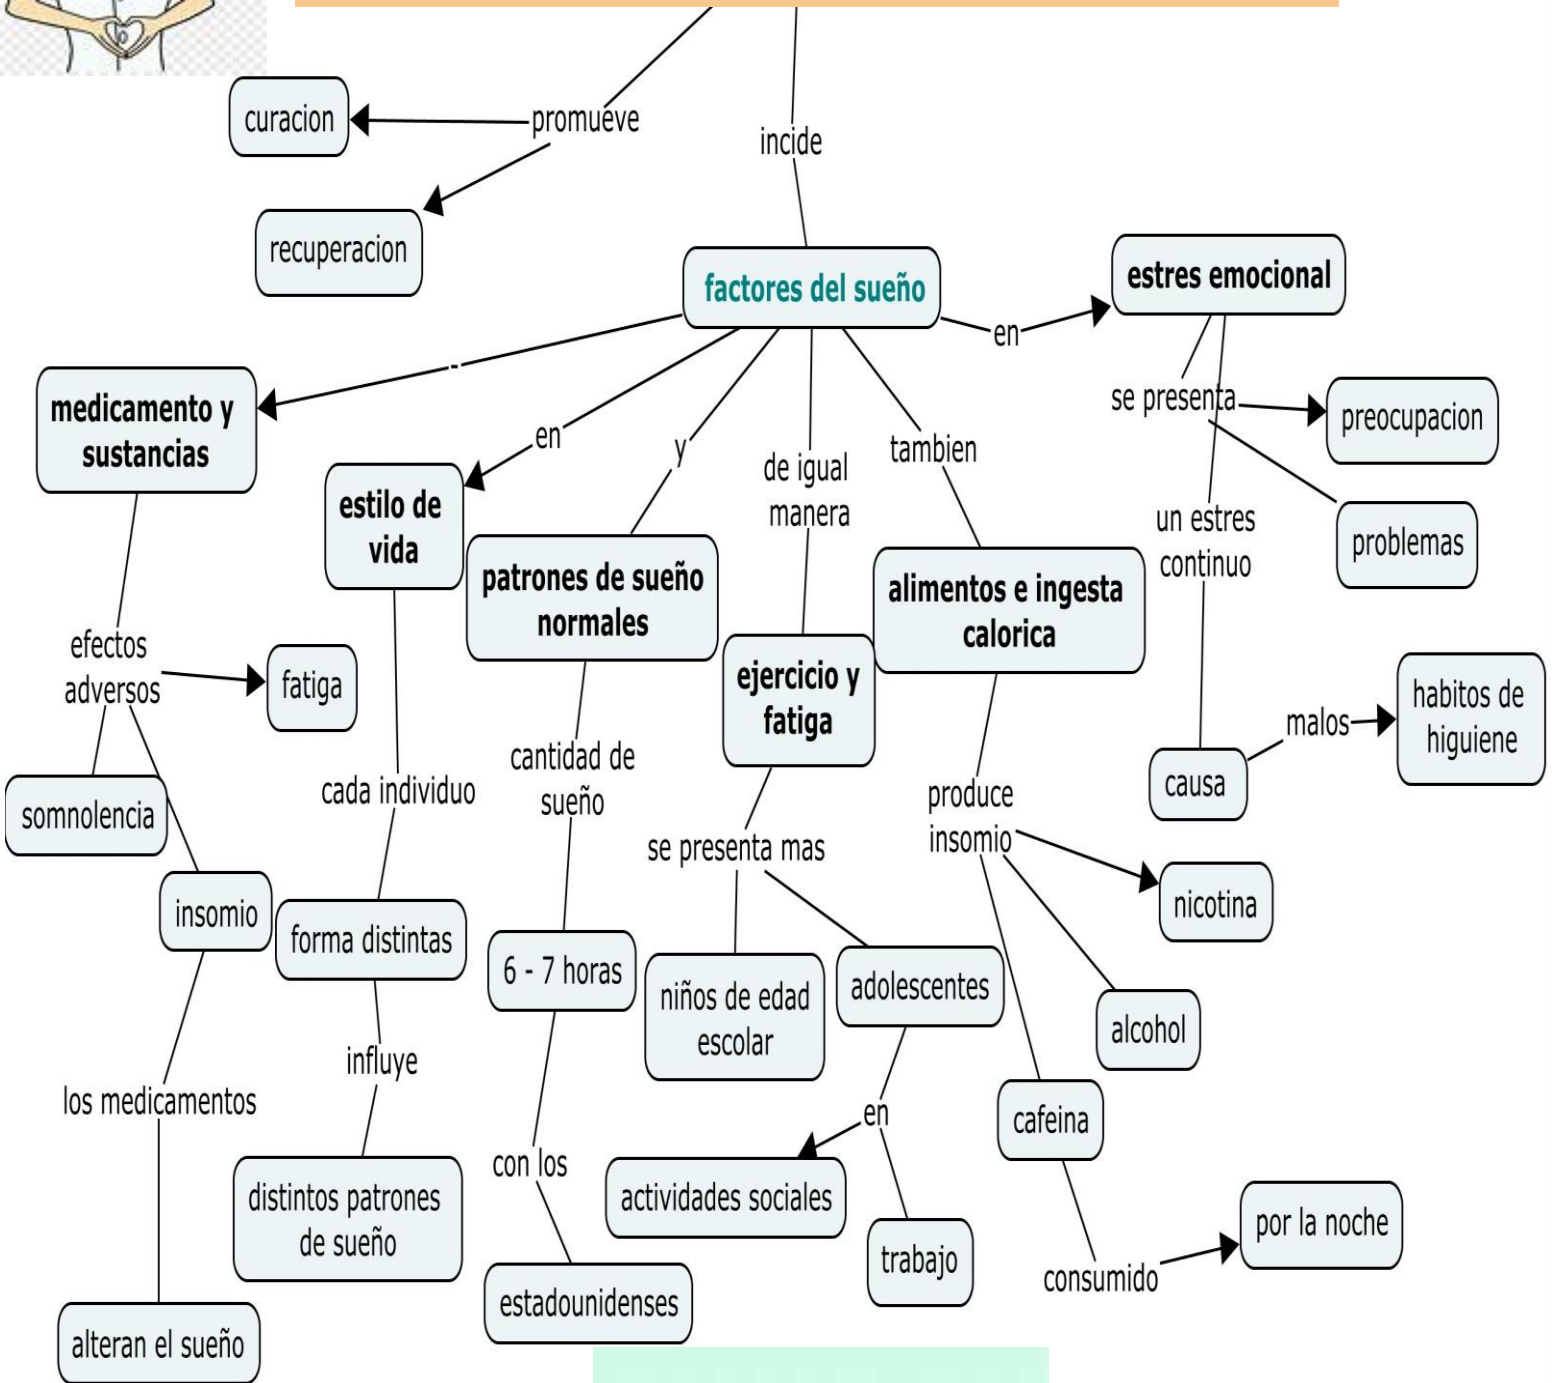 curacion
promueve
recuperacion
incide
factores del sueño
en
estres emocional
se presenta
preocupacion
problemas
un estres
continuo
causa
malos
habitos de
higuiene
-
medicamento y
sustancias
efectos
adversos
fatiga
somnolencia
insomio
los medicamentos
alteran el sueño
en
estilo de
vida
cada individuo
forma distintas
influye
distintos patrones
de sueño
y
patrones de sueño
normales
cantidad de
sueño
6 - 7 horas
con los
estadounidenses
de igual
manera
ejercicio y
fatiga
se presenta mas
niños de edad
escolar
adolescentes
en
actividades sociales
trabajo
tambien
alimentos e ingesta
calorica
produce
insomio
nicotina
alcohol
cafeina
consumido
por la noche